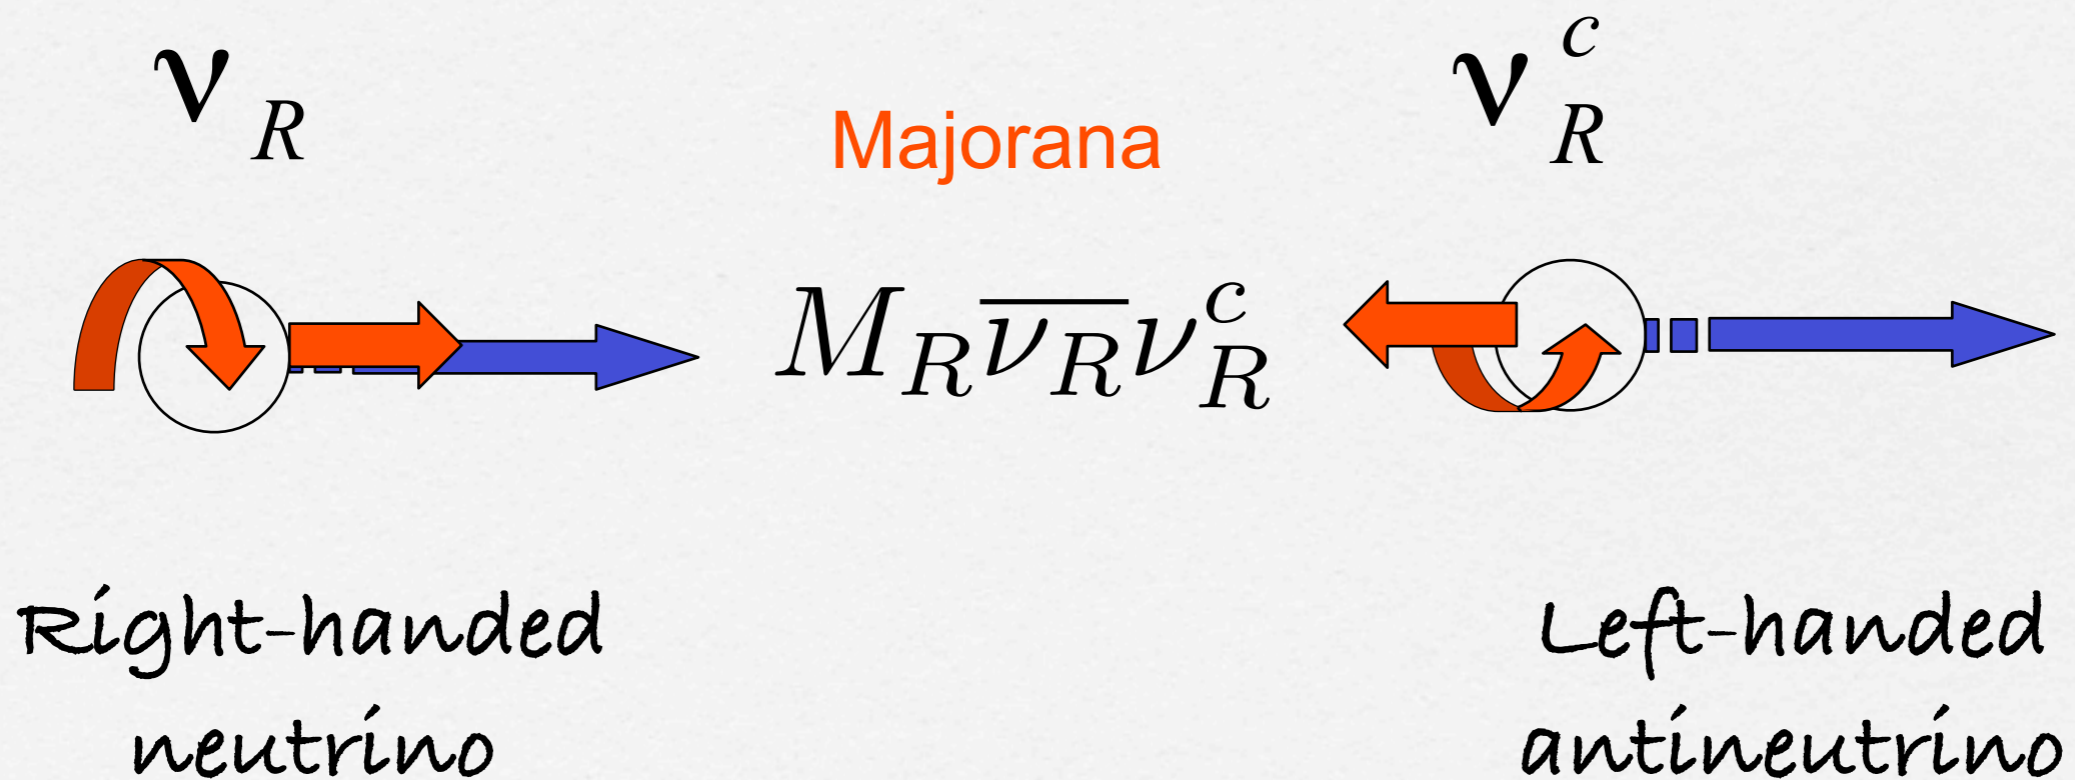 ν_R
Majorana
ν_R^c
M_R \overline{ν_R} ν_R^c
Right-handed
neutrino
Left-handed
antineutrino